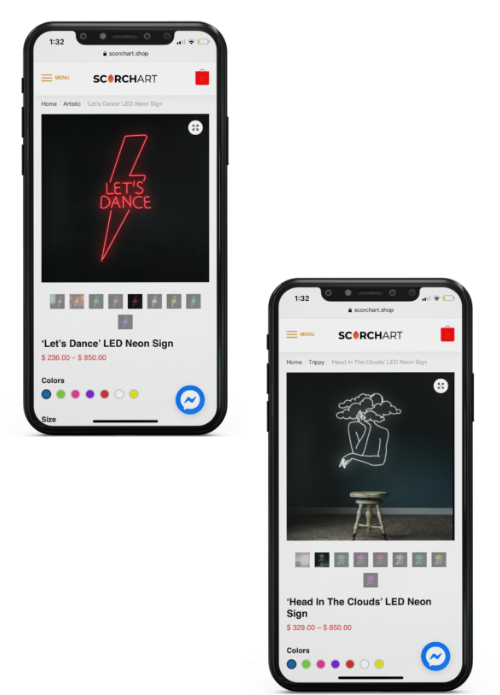 1:32
scorchart.shop
MENU
SCORCHART
Home Artistic 'Let's Dance' LED Neon Sign
LET'S
DANCE
‘Let’s Dance’ LED Neon Sign
$ 236.00 – $ 850.00
Colors
Size
1:32
scorchart.shop
MENU
SCORCHART
Home Trippy 'Head In The Clouds' LED Neon Sign
‘Head In The Clouds’ LED Neon
Sign
$ 329.00 – $ 850.00
Colors